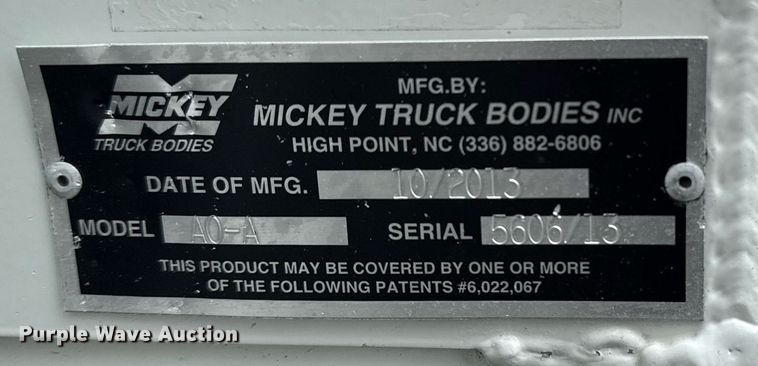 MICKEY
TRUCK BODIES
MFG.BY:
MICKEY TRUCK BODIES INC
HIGH POINT, NC (336) 882-6806
DATE OF MFG. 10/2013
MODEL AO-A SERIAL 5606/13
THIS PRODUCT MAY BE COVERED BY ONE OR MORE
OF THE FOLLOWING PATENTS #6,022,067
Purple Wave Auction